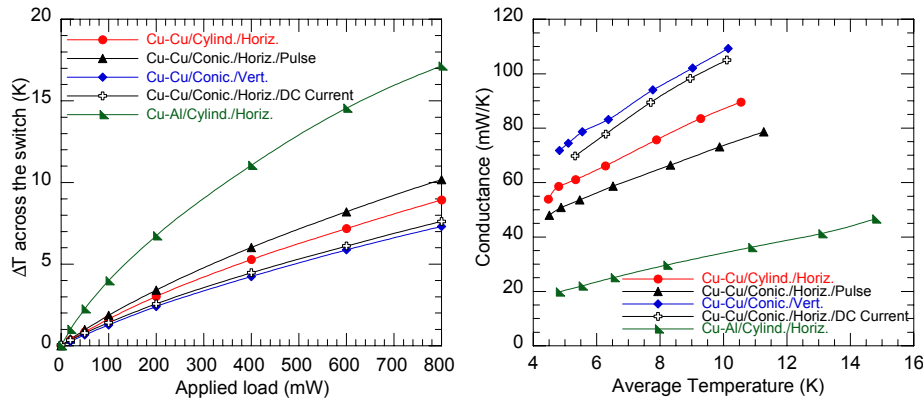 20
15
10
5
0
ΔT across the switch (K)
0 100 200 300 400 500 600 700 800
Applied load (mW)
Cu-Cu/Cylind./Horiz.
Cu-Cu/Conic./Horiz./Pulse
Cu-Cu/Conic./Vert.
Cu-Cu/Conic./Horiz./DC Current
Cu-Al/Cylind./Horiz.
120
100
80
60
40
20
0
Conductance (mW/K)
4 6 8 10 12 14 16
Average Temperature (K)
Cu-Cu/Cylind./Horiz.
Cu-Cu/Conic./Horiz./Pulse
Cu-Cu/Conic./Vert.
Cu-Cu/Conic./Horiz./DC Current
Cu-Al/Cylind./Horiz.